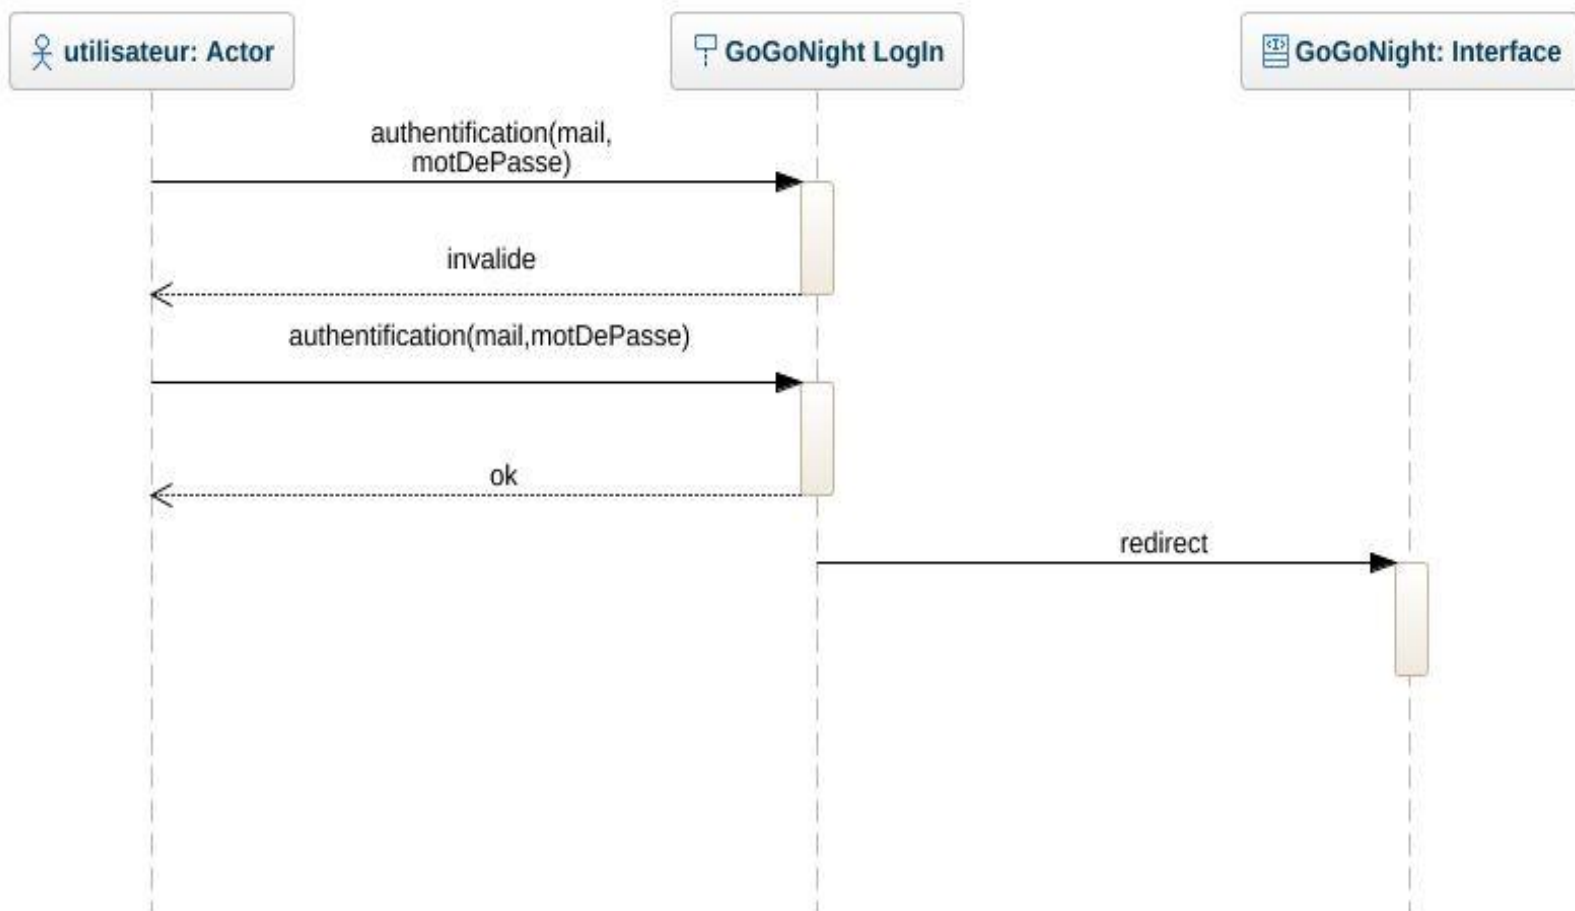 utilisateur: Actor
GoGoNight LogIn
GoGoNight: Interface
authentification(mail,
motDePasse)
invalide
authentification(mail,motDePasse)
ok
redirect